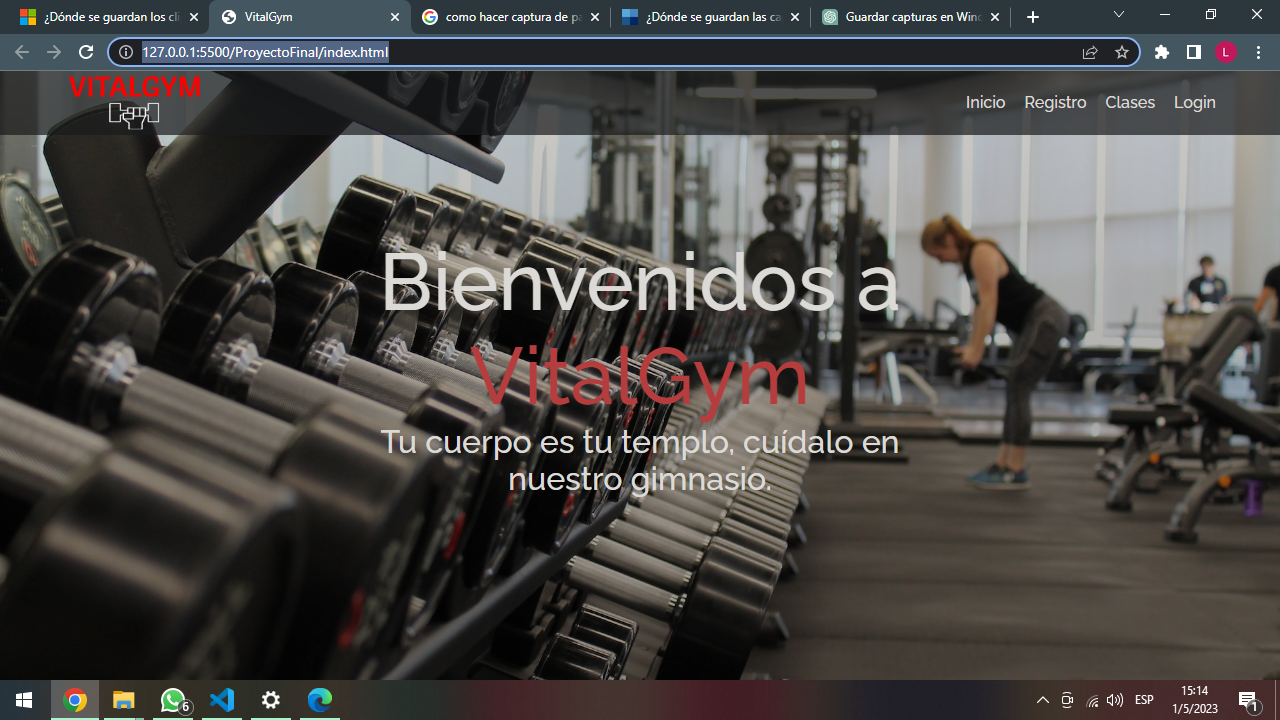 ¿Dónde se guardan los cli
VitalGym
como hacer captura de pa
¿Dónde se guardan las ca
Guardar capturas en Wind
127.0.0.1:5500/ProyectoFinal/index.html
L
VITALGYM
Inicio Registro Clases Login
Bienvenidos a
VitalGym
Tu cuerpo es tu templo, cuídalo en
nuestro gimnasio.
6
ESP
15:14
1/5/2023
1